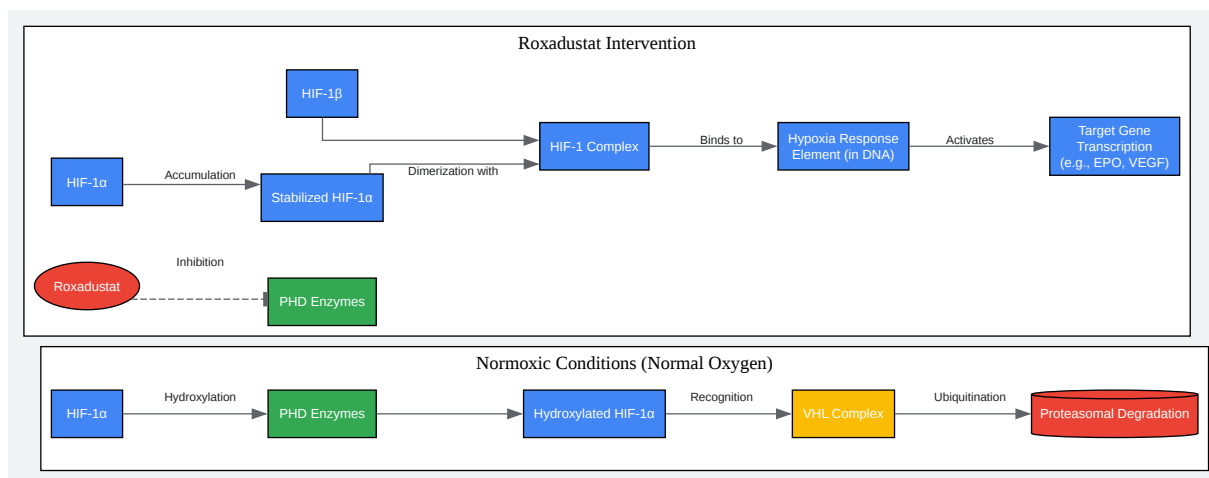 Roxadustat Intervention
HIF-1β
HIF-1α
Accumulation
Stabilized HIF-1α
Dimerization with
HIF-1 Complex
Binds to
Hypoxia Response
Element (in DNA)
Activates
Target Gene
Transcription
(e.g., EPO, VEGF)
Roxadustat
Inhibition
PHD Enzymes
Normoxic Conditions (Normal Oxygen)
HIF-1α
Hydroxylation
PHD Enzymes
Hydroxylated HIF-1α
Recognition
VHL Complex
Ubiquitination
Proteasomal Degradation